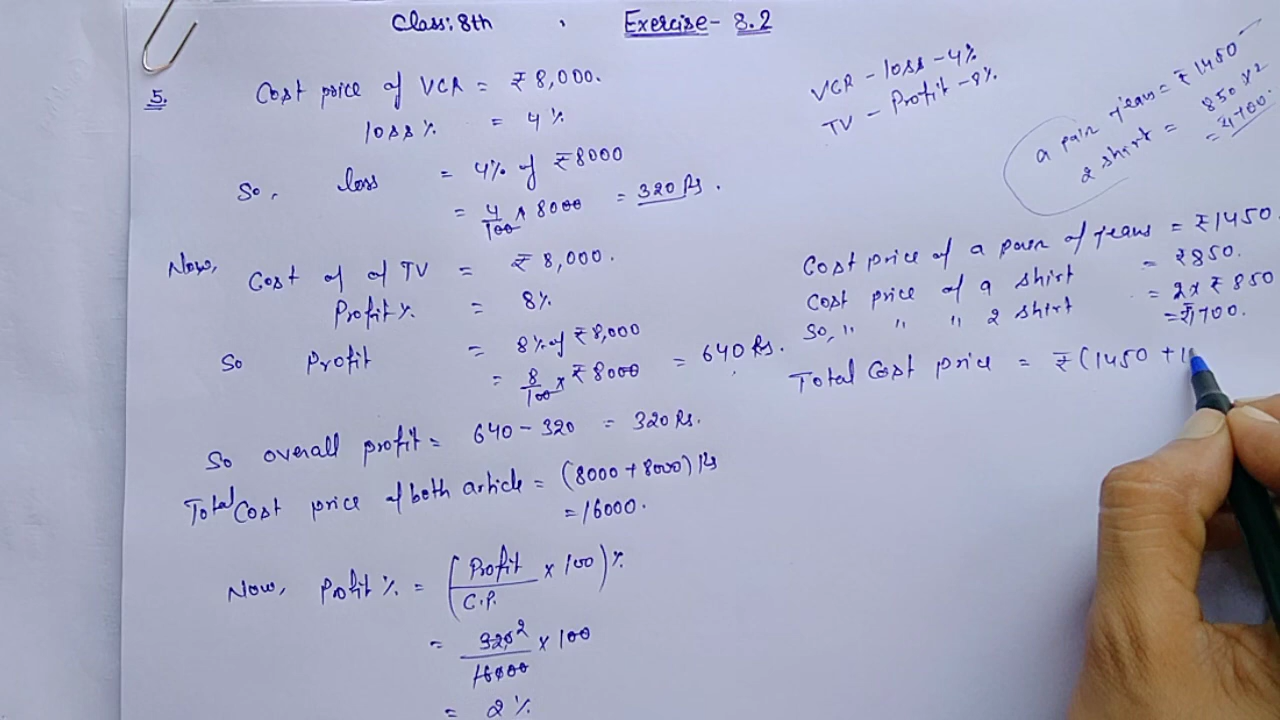 Class: 8th . Exercise- 8.2
5. Cost price of VCR = ₹ 8,000.
loss % = 4 %
So, loss = 4% of ₹8000
= 4/100 × 8000 = 320 Rs.
Now, Cost of of TV = ₹ 8,000.
Profit % = 8%
So Profit = 8% of ₹8,000
= 8/100 × ₹ 8000 = 640 Rs.
So overall profit = 640 - 320 = 320 Rs.
Total Cost price of both article = (8000 + 8000) Rs
= 16000.
Now, Profit % = (Profit/C.P. × 100) %
= 320 2/16000 × 100
= 2 %
VCR - loss - 4%
TV - Profit - 8%
a pair jeans = ₹ 1450
2 shirt = 850 × 2
= ₹1700.
Cost price of a pair of jeans = ₹1450.
Cost price of a shirt = ₹850.
So, " " " 2 shirt = 2 × ₹ 850
= ₹1700.
Total Cost price = ₹ (1450 + 1